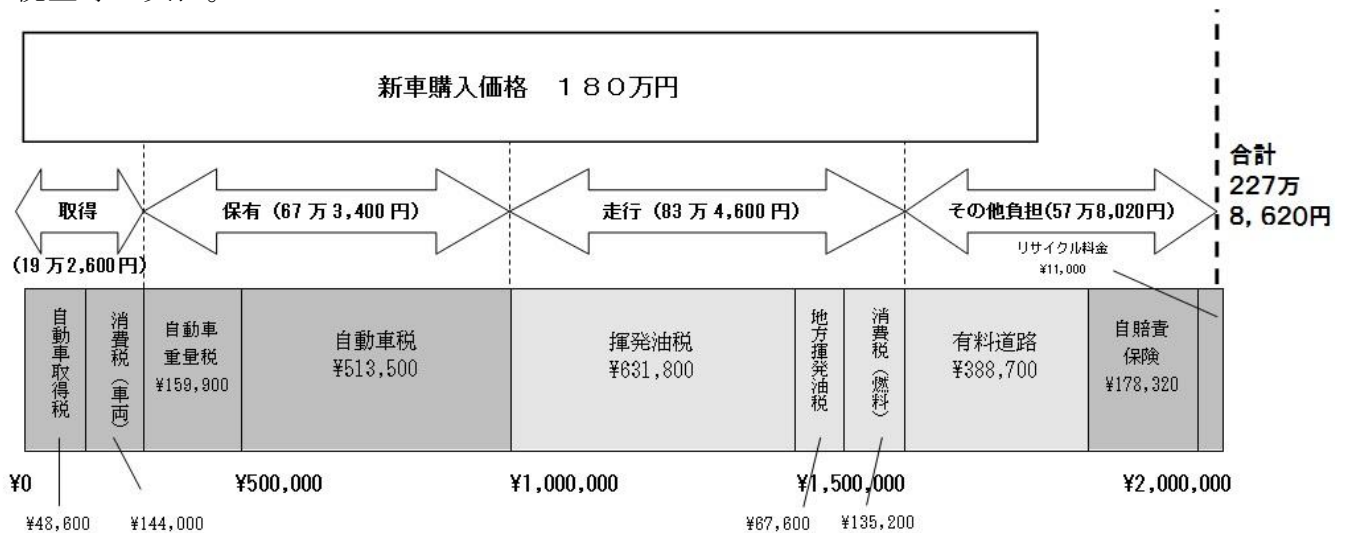 新車購入価格 １８０万円
合計
227万
8,620円
取得
(19万2,600円)
保有（67万3,400円）
走行（83万4,600円）
その他負担(57万8,020円)
リサイクル料金
¥11,000
自動車取得税
消費税（車両）
自動車
重量税
¥159,900
自動車税
¥513,500
揮発油税
¥631,800
地方揮発油税
消費税（燃料）
有料道路
¥388,700
自賠責
保険
¥178,320
¥0
¥500,000
¥1,000,000
¥1,500,000
¥2,000,000
¥48,600
¥144,000
¥67,600
¥135,200